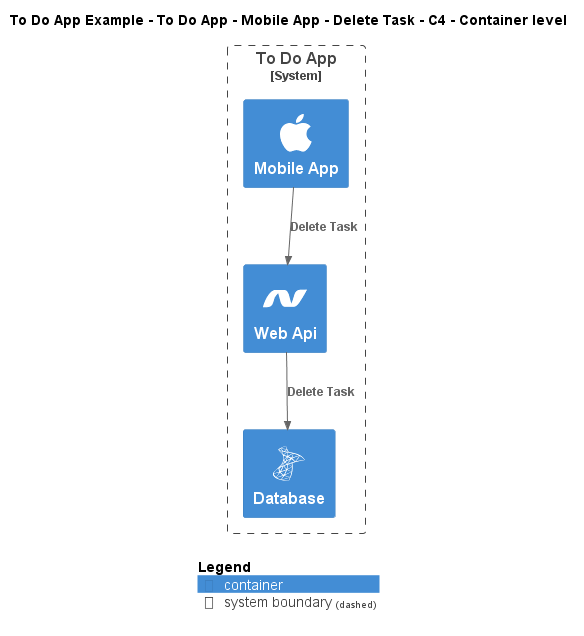 To Do App Example - To Do App - Mobile App - Delete Task - C4 - Container level
To Do App
[System]
Mobile App
Delete Task
Web Api
Delete Task
Database
Legend
container
system boundary (dashed)